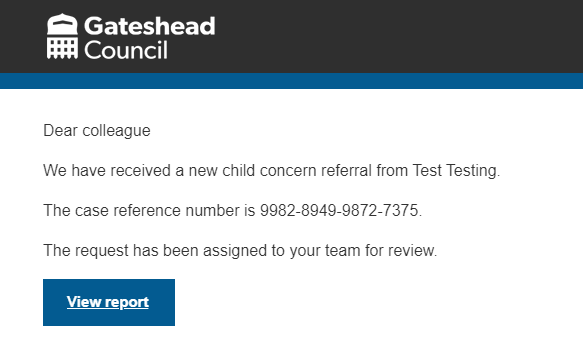 Gateshead
Council
Dear colleague
We have received a new child concern referral from Test Testing.
The case reference number is 9982-8949-9872-7375.
The request has been assigned to your team for review.
View report